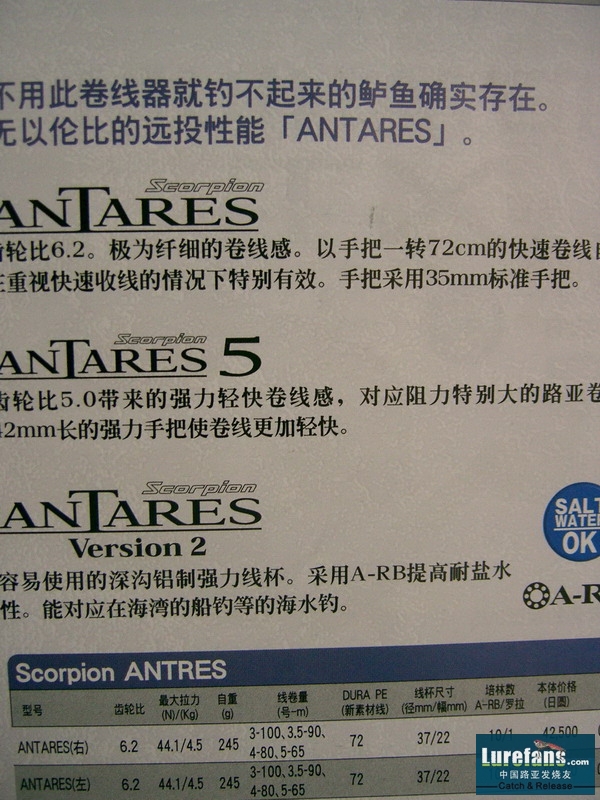 不用此卷线器就钓不起来的鲈鱼确实存在。
无以伦比的远投性能「ANTARES」。
Scorpion
ANTARES
齿轮比6.2。极为纤细的卷线感。以手把一转72cm的快速卷线
重视快速收线的情况下特别有效。手把采用35mm标准手把。
Scorpion
ANTARES 5
齿轮比5.0带来的强力轻快卷线感，对应阻力特别大的路亚卷
42mm长的强力手把使卷线更加轻快。
Scorpion
ANTARES
Version 2
SALT
WATER
OK
容易使用的深沟铝制强力线杯。采用A-RB提高耐盐水
性。能对应在海湾的船钓等的海水钓。
A-R
Scorpion ANTRES
型号 齿轮比 最大拉力(N)/(Kg) 自重(g) 线卷量(号-m) DURA PE(新素材线) 线杯尺寸(径mm/幅mm) 培林数A-RB/罗拉 本体价格(日圆)
ANTARES(右) 6.2 44.1/4.5 245 3-100、3.5-90、4-80、5-65 72 37/22 10/1 42,500
ANTARES(左) 6.2 44.1/4.5 245 3-100、3.5-90、4-80、5-65 72 37/22
Lurefans.com
中国路亚发烧友
Catch & Release